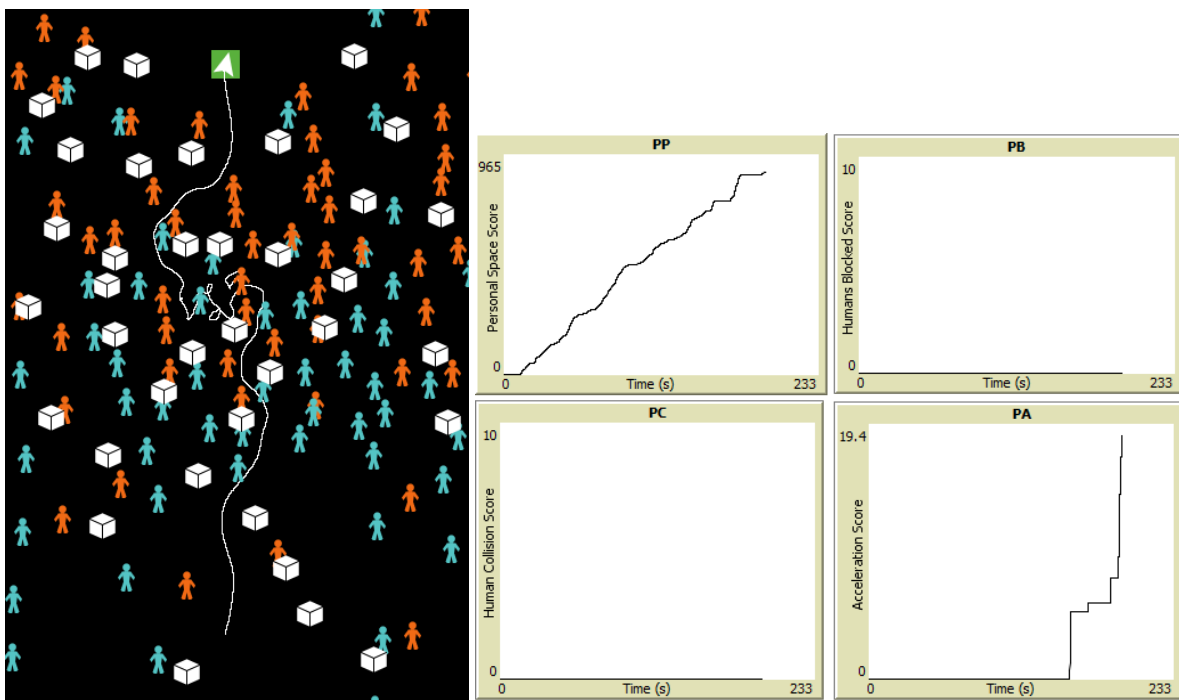 PP
965
Personal Space Score
0
0
Time (s)
233
PB
10
Humans Blocked Score
0
0
Time (s)
233
PC
10
Human Collision Score
0
0
Time (s)
233
PA
19.4
Acceleration Score
0
0
Time (s)
233